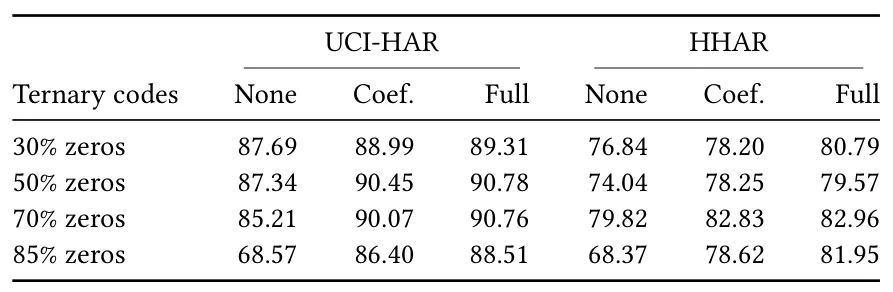 UCI-HAR HHAR
Ternary codes None Coef. Full None Coef. Full
30% zeros 87.69 88.99 89.31 76.84 78.20 80.79
50% zeros 87.34 90.45 90.78 74.04 78.25 79.57
70% zeros 85.21 90.07 90.76 79.82 82.83 82.96
85% zeros 68.57 86.40 88.51 68.37 78.62 81.95